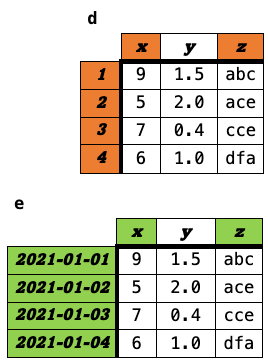 d
x y z
1 9 1.5 abc
2 5 2.0 ace
3 7 0.4 cce
4 6 1.0 dfa
e
x y z
2021-01-01 9 1.5 abc
2021-01-02 5 2.0 ace
2021-01-03 7 0.4 cce
2021-01-04 6 1.0 dfa